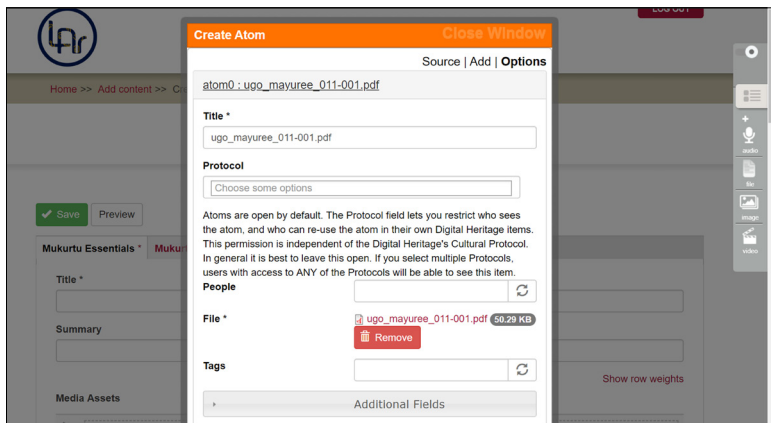 LOG OUT
Create Atom
Close Window
Source | Add | Options
Home >> Add content >>
atom0 : ugo_mayuree_011-001.pdf
Title *
ugo_mayuree_011-001.pdf
Protocol
Choose some options
Atoms are open by default. The Protocol field lets you restrict who sees
the atom, and who can re-use the atom in their own Digital Heritage items.
This permission is independent of the Digital Heritage's Cultural Protocol.
In general it is best to leave this open. If you select multiple Protocols,
users with access to ANY of the Protocols will be able to see this item.
People
File *
ugo_mayuree_011-001.pdf 50.29 KB
Remove
Tags
Additional Fields
Save
Preview
Mukurtu Essentials *
Title *
Summary
Show row weights
Media Assets
audio
file
image
video